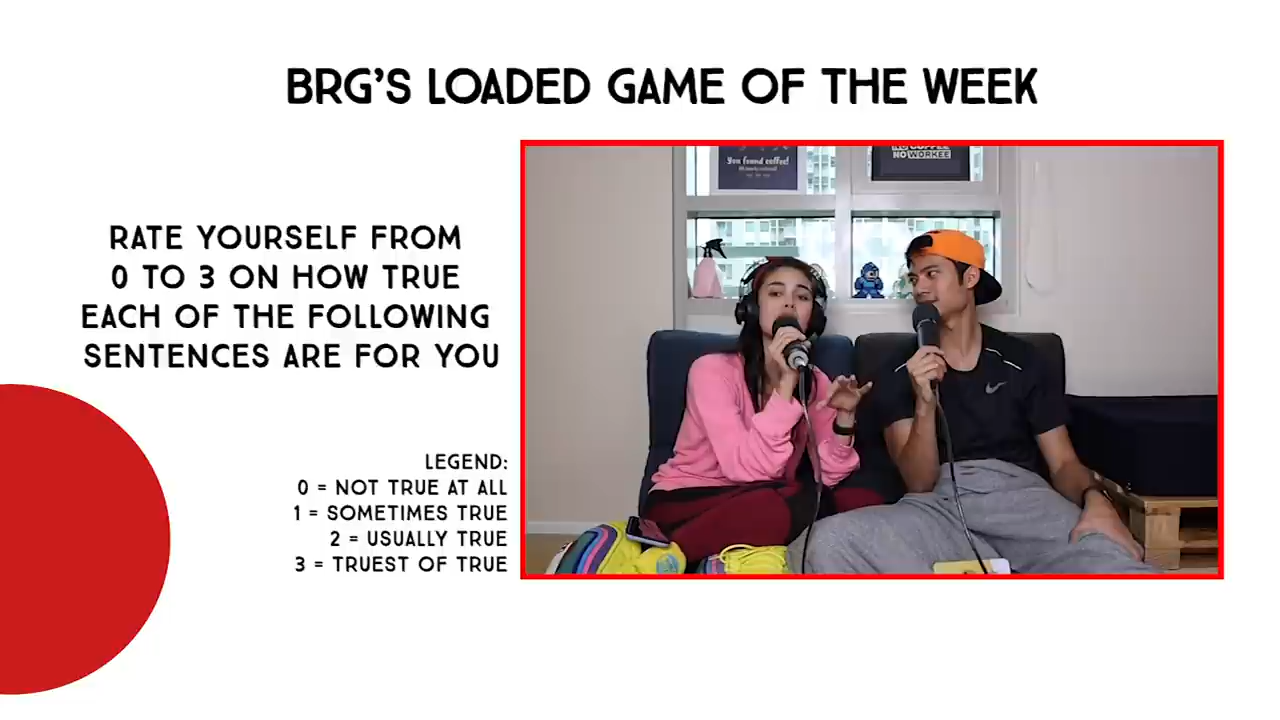 BRG'S LOADED GAME OF THE WEEK
RATE YOURSELF FROM
0 TO 3 ON HOW TRUE
EACH OF THE FOLLOWING
SENTENCES ARE FOR YOU
LEGEND:
0 = NOT TRUE AT ALL
1 = SOMETIMES TRUE
2 = USUALLY TRUE
3 = TRUEST OF TRUE
You found coffee!
NO COFFEE
NO WORKEE